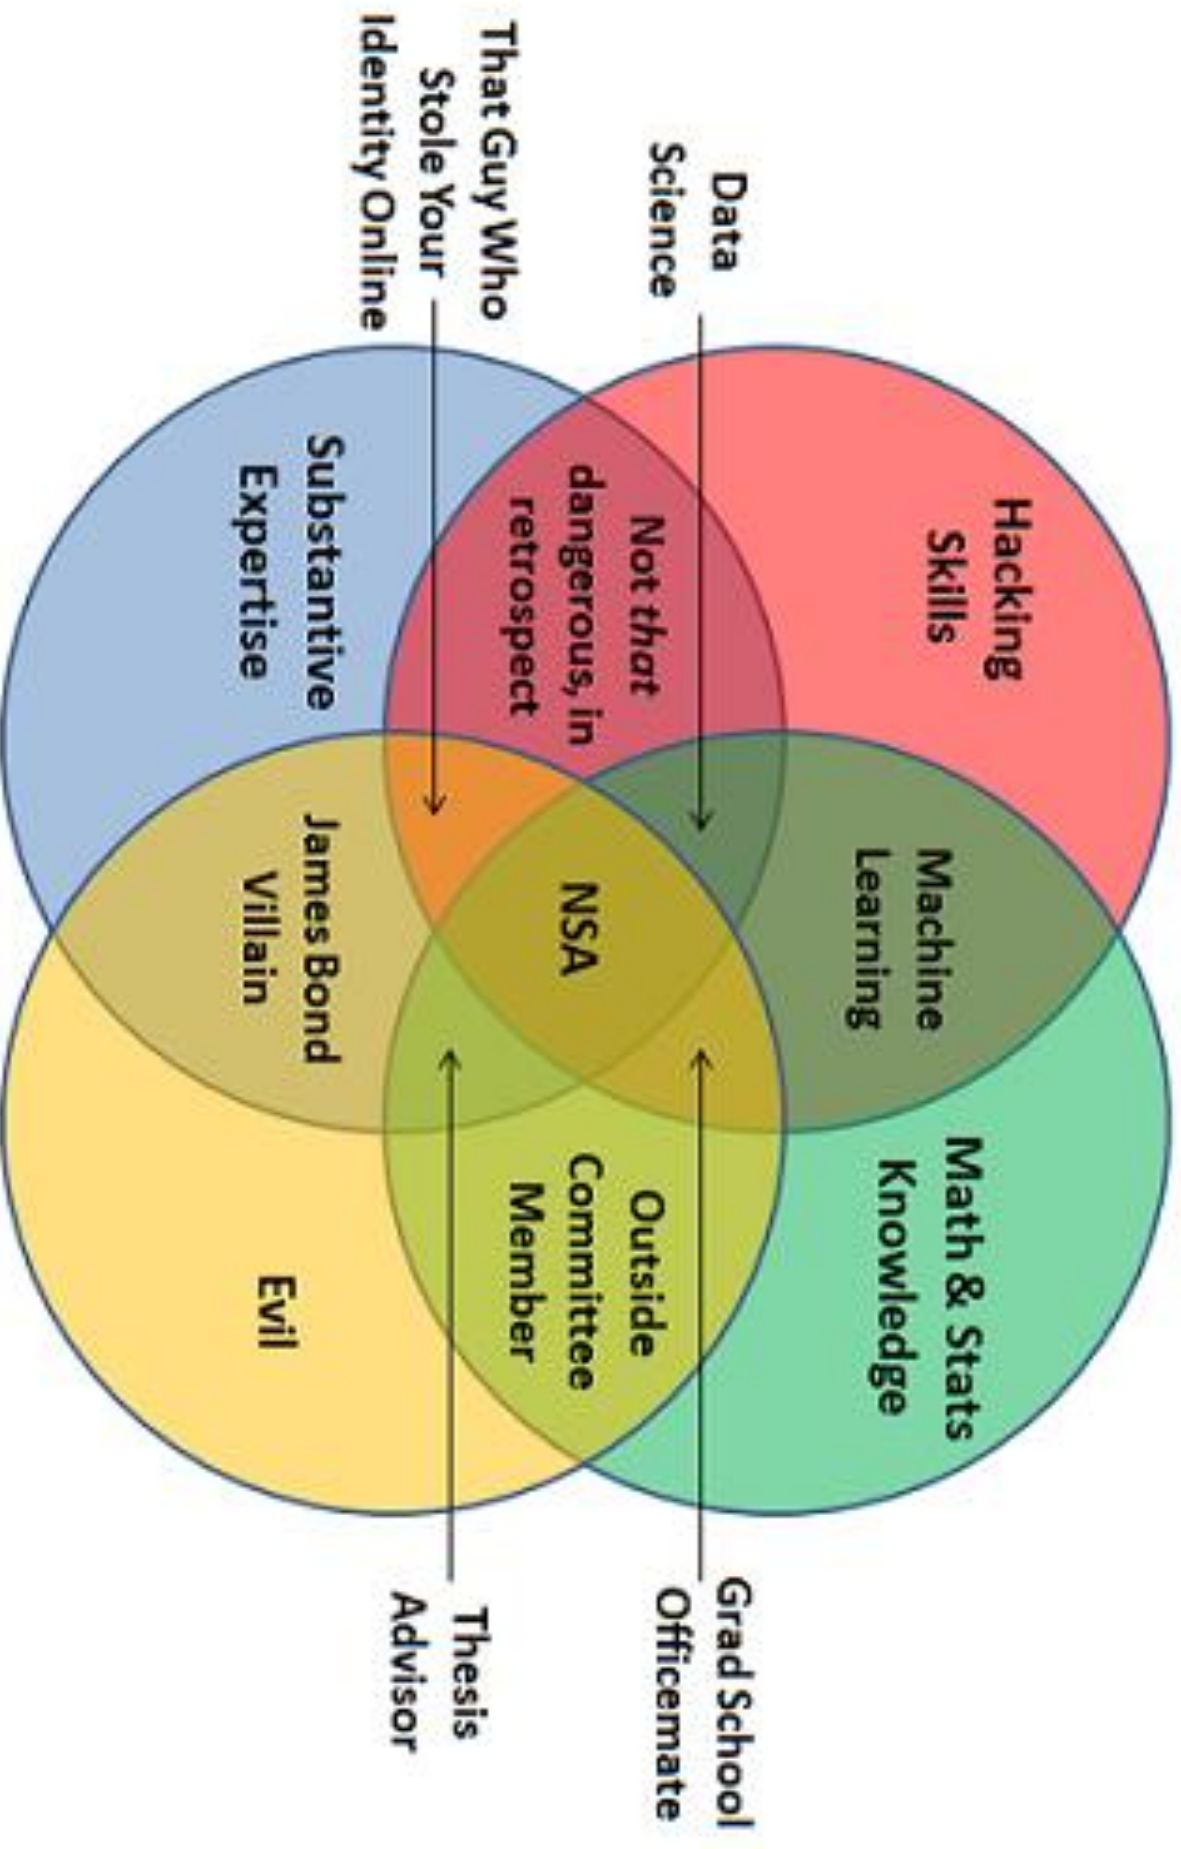 Hacking
Skills
Math & Stats
Knowledge
Machine
Learning
Data
Science
Grad School
Officemate
Not that
dangerous, in
retrospect
NSA
Outside
Committee
Member
That Guy Who
Stole Your
Identity Online
Thesis
Advisor
Substantive
Expertise
James Bond
Villain
Evil